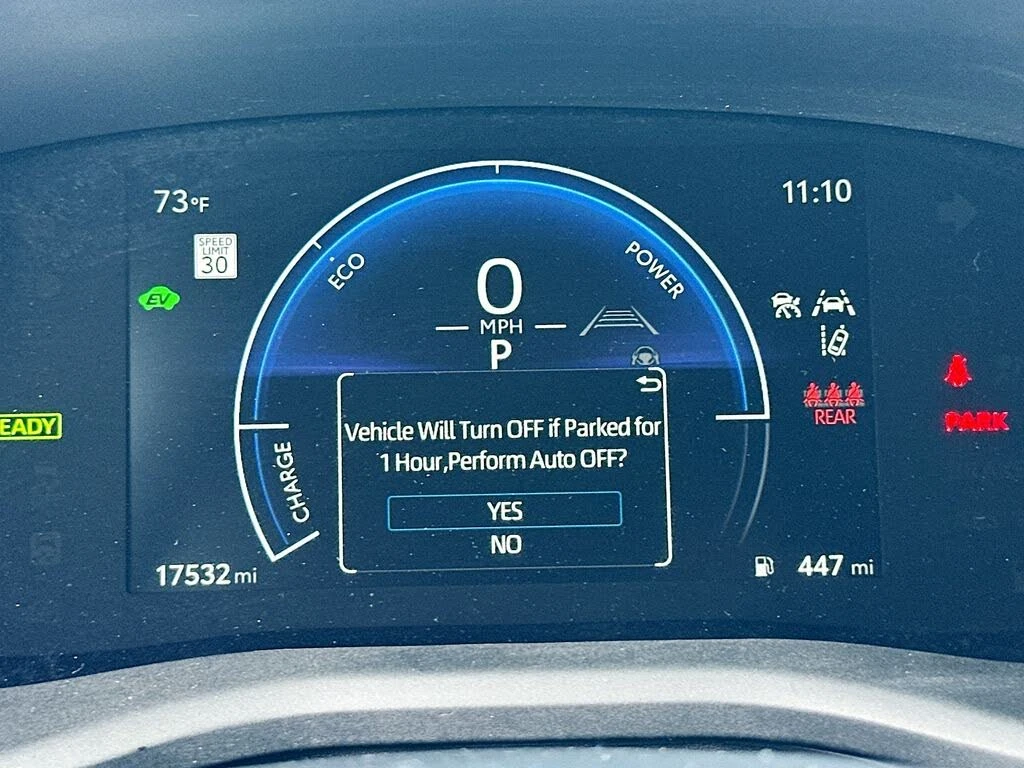 73°F
11:10
SPEED
LIMIT
30
EV
ECO
POWER
0
MPH
P
REAR
EADY
PARK
CHARGE
Vehicle Will Turn OFF if Parked for
1 Hour,Perform Auto OFF?
YES
NO
17532 mi
447 mi